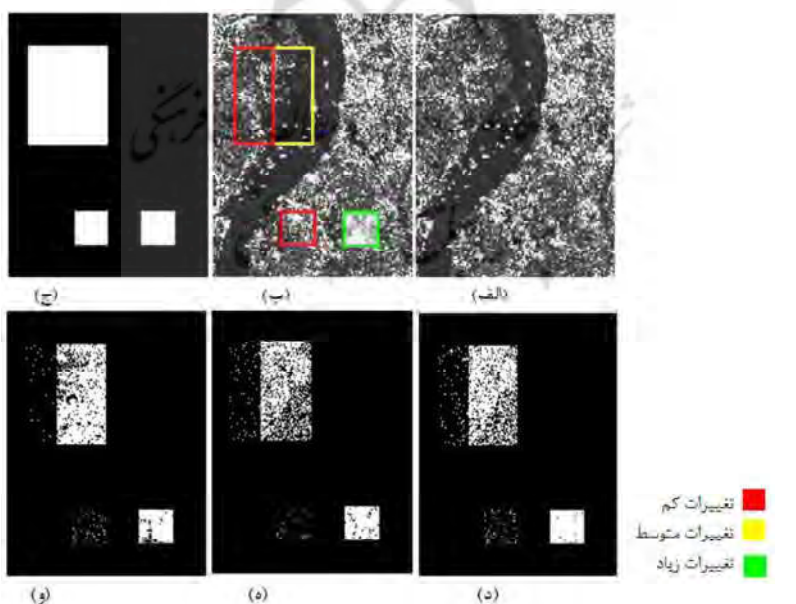 (الف)
(ب)
(ج)
(د)
(ه)
(و)
تغییرات کم
تغییرات متوسط
تغییرات زیاد